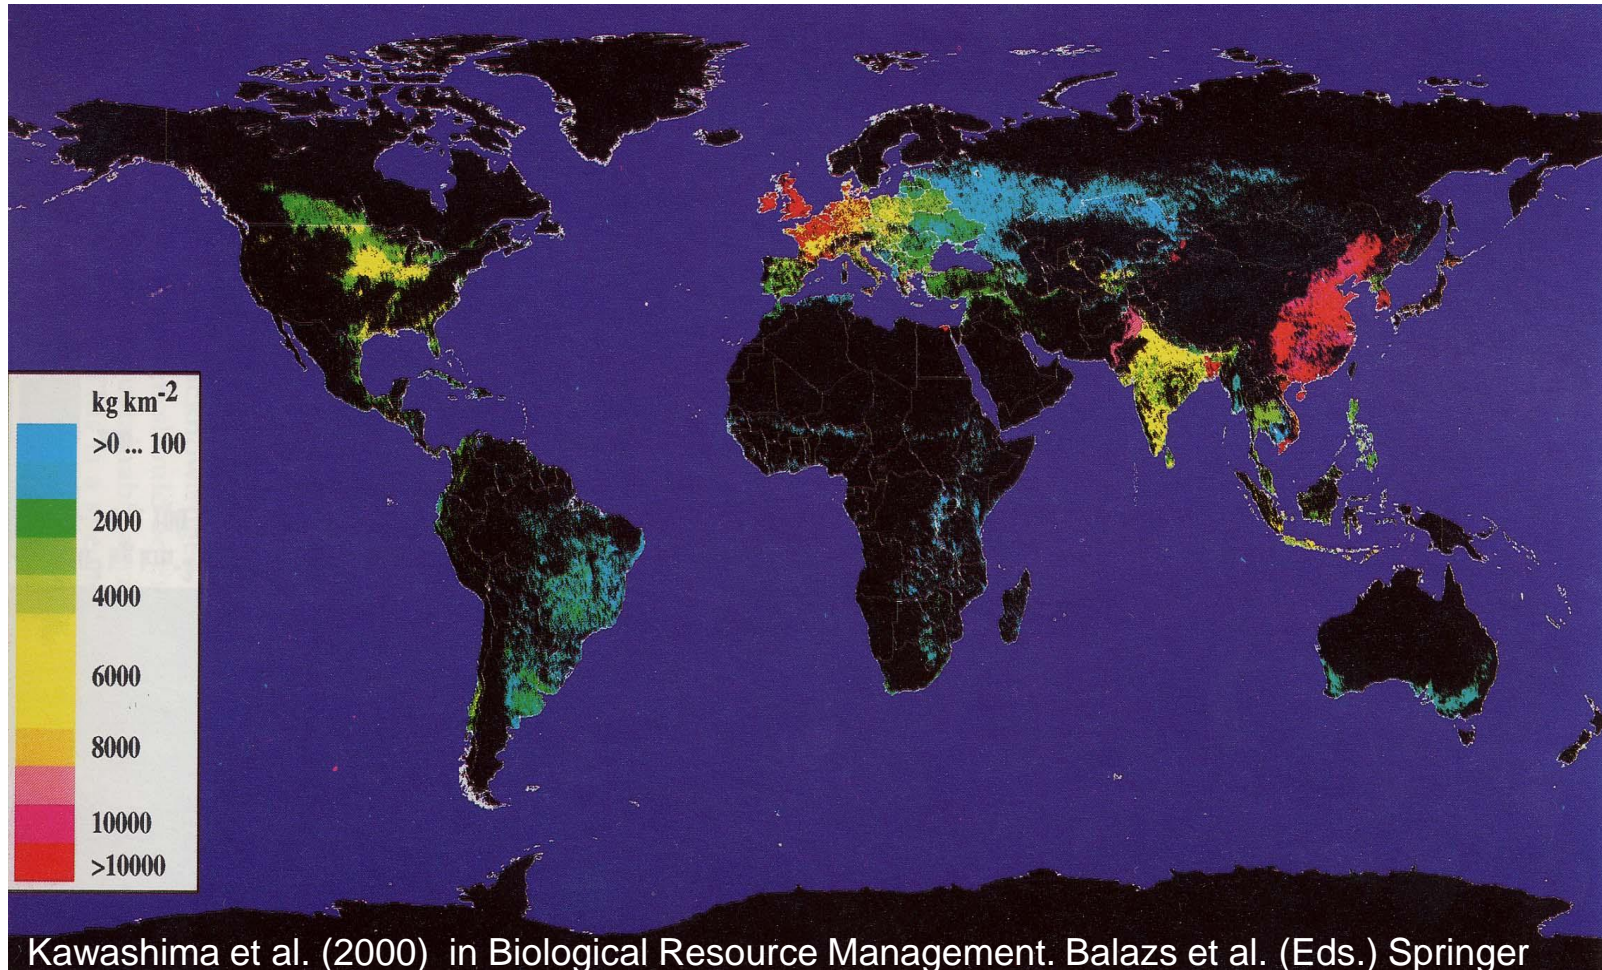 kg km-2
>0 ... 100
2000
4000
6000
8000
10000
>10000
Kawashima et al. (2000) in Biological Resource Management. Balazs et al. (Eds.) Springer